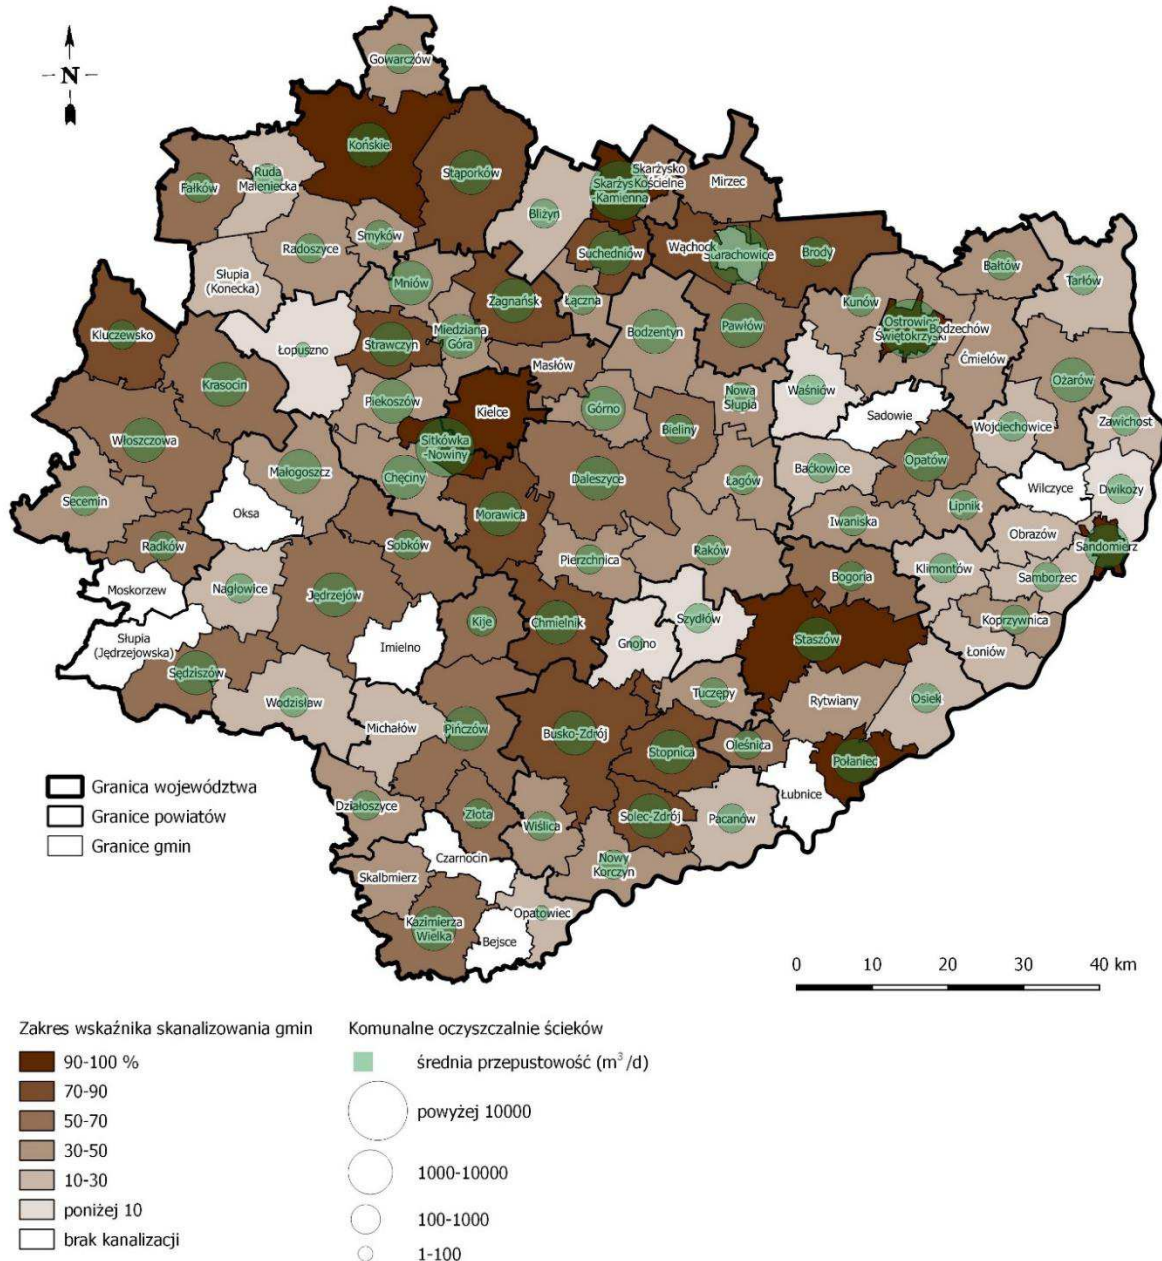 N
Gowarczów
Końskie
Stąporków
Fałków
Ruda
Maleniecka
Skarżysko
Kościelne
Skarżys
-Kamienna
Mirzec
Bliżyn
Radoszyce
Smyków
Suchedniów
Wąchock
Starachowice
Brody
Słupia
(Konecka)
Mniów
Zagnańsk
Łączna
Bałtów
Tarłów
Kluczewsko
Łopuszno
Strawczyn
Miedziana
Góra
Bodzentyn
Pawłów
Kunów
Ostrowiec
Świętokrzyski
Bodzechów
Ćmielów
Krasocin
Masłów
Ożarów
Piekoszów
Kielce
Górno
Nowa
Słupia
Waśniów
Sadowie
Włoszczowa
Sitkówka
-Nowiny
Bieliny
Wojciechowice
Zawichost
Małogoszcz
Chęciny
Daleszyce
Łagów
Baćkowice
Opatów
Wilczyce
Dwikozy
Secemin
Oksa
Morawica
Iwaniska
Lipnik
Obrazów
Sandomierz
Radków
Sobków
Pierzchnica
Raków
Klimontów
Samborzec
Moskorzew
Nagłowice
Jędrzejów
Bogoria
Słupia
(Jędrzejowska)
Imielno
Kije
Chmielnik
Gnojno
Szydłów
Staszów
Koprzywnica
Łoniów
Sędziszów
Wodzisław
Michałów
Pińczów
Busko-Zdrój
Tuczępy
Rytwiany
Osiek
Stopnica
Oleśnica
Połaniec
Łubnice
Działoszyce
Złota
Wiślica
Solec-Zdrój
Pacanów
Czarnocin
Skalbmierz
Nowy
Korczyn
Kazimierza
Wielka
Opatowiec
Bejsce
Granica województwa
Granice powiatów
Granice gmin
0 10 20 30 40 km
Zakres wskaźnika skanalizowania gmin
90-100 %
70-90
50-70
30-50
10-30
poniżej 10
brak kanalizacji
Komunalne oczyszczalnie ścieków
średnia przepustowość (m³/d)
powyżej 10000
1000-10000
100-1000
1-100